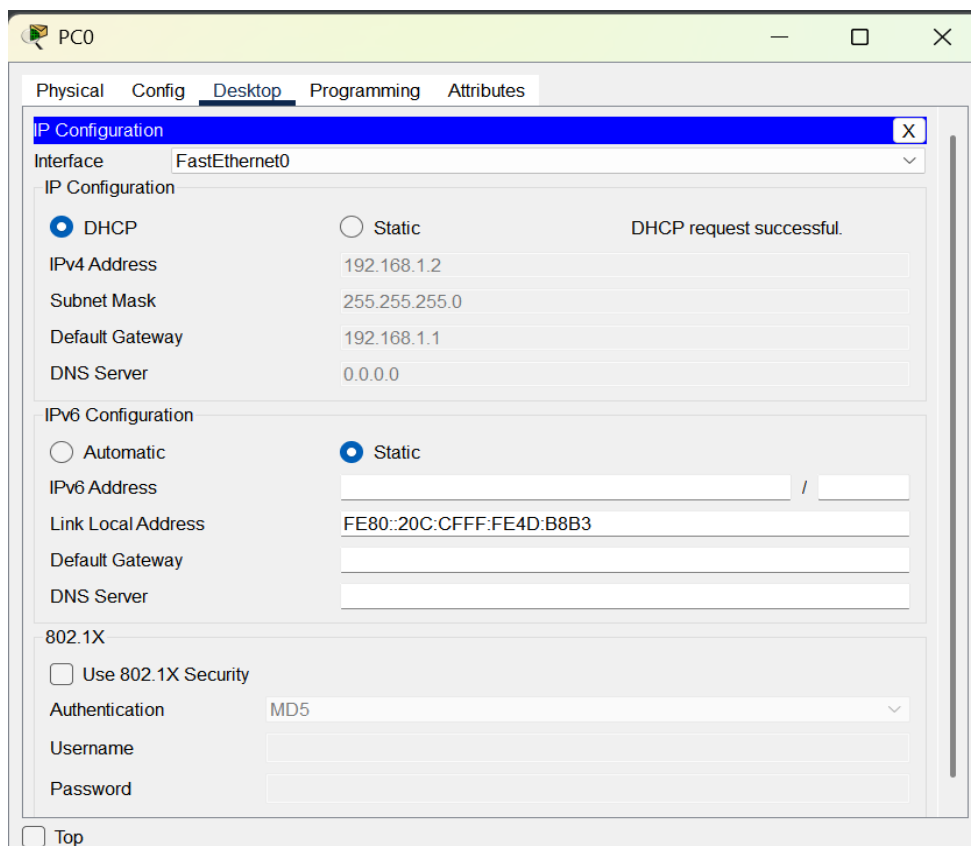 PC0
Physical Config Desktop Programming Attributes
IP Configuration X
Interface FastEthernet0
IP Configuration
DHCP Static DHCP request successful.
IPv4 Address 192.168.1.2
Subnet Mask 255.255.255.0
Default Gateway 192.168.1.1
DNS Server 0.0.0.0
IPv6 Configuration
Automatic Static
IPv6 Address /
Link Local Address FE80::20C:CFFF:FE4D:B8B3
Default Gateway
DNS Server
802.1X
Use 802.1X Security
Authentication MD5
Username
Password
Top